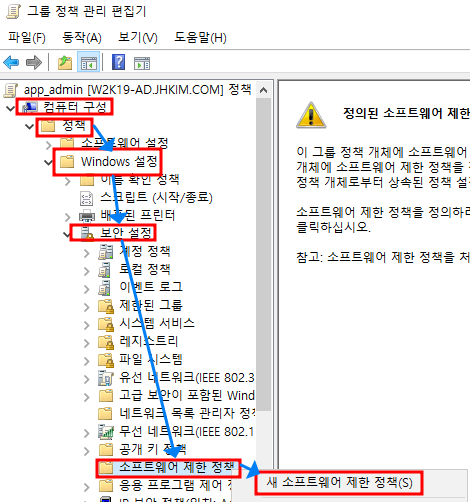 그룹 정책 관리 편집기
파일(F) 동작(A) 보기(V) 도움말(H)
app_admin [W2K19-AD.JHKIM.COM] 정책
컴퓨터 구성
정책
소프트웨어 설정
Windows 설정
이름 확인 정책
스크립트 (시작/종료)
배포된 프린터
보안 설정
계정 정책
로컬 정책
이벤트 로그
제한된 그룹
시스템 서비스
레지스트리
파일 시스템
유선 네트워크(IEEE 802.3
고급 보안이 포함된 Wind
네트워크 목록 관리자 정
무선 네트워크(IEEE 802.1
공개 키 정책
소프트웨어 제한 정책
응용 프로그램 제어 정
정의된 소프트웨어 제한
이 그룹 정책 개체에 소프트웨어
개체에 소프트웨어 제한 정책을
정책 개체로부터 상속된 정책 설
소프트웨어 제한 정책을 정의하려
클릭하십시오.
참고: 소프트웨어 제한 정책을 처
새 소프트웨어 제한 정책(S)